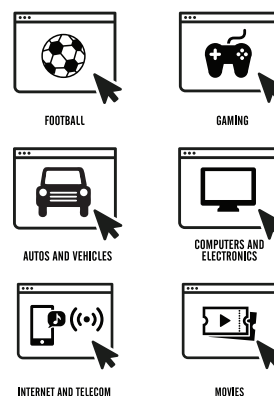 FOOTBALL
GAMING
AUTOS AND VEHICLES
COMPUTERS AND
ELECTRONICS
INTERNET AND TELECOM
MOVIES